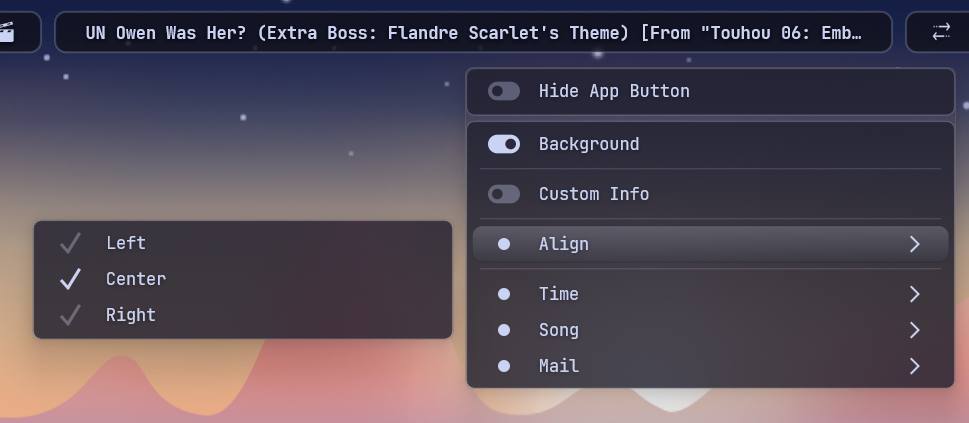 UN Owen Was Her? (Extra Boss: Flandre Scarlet's Theme) [From "Touhou 06: Emb…
Hide App Button
Background
Custom Info
Align
Time
Song
Mail
Left
Center
Right